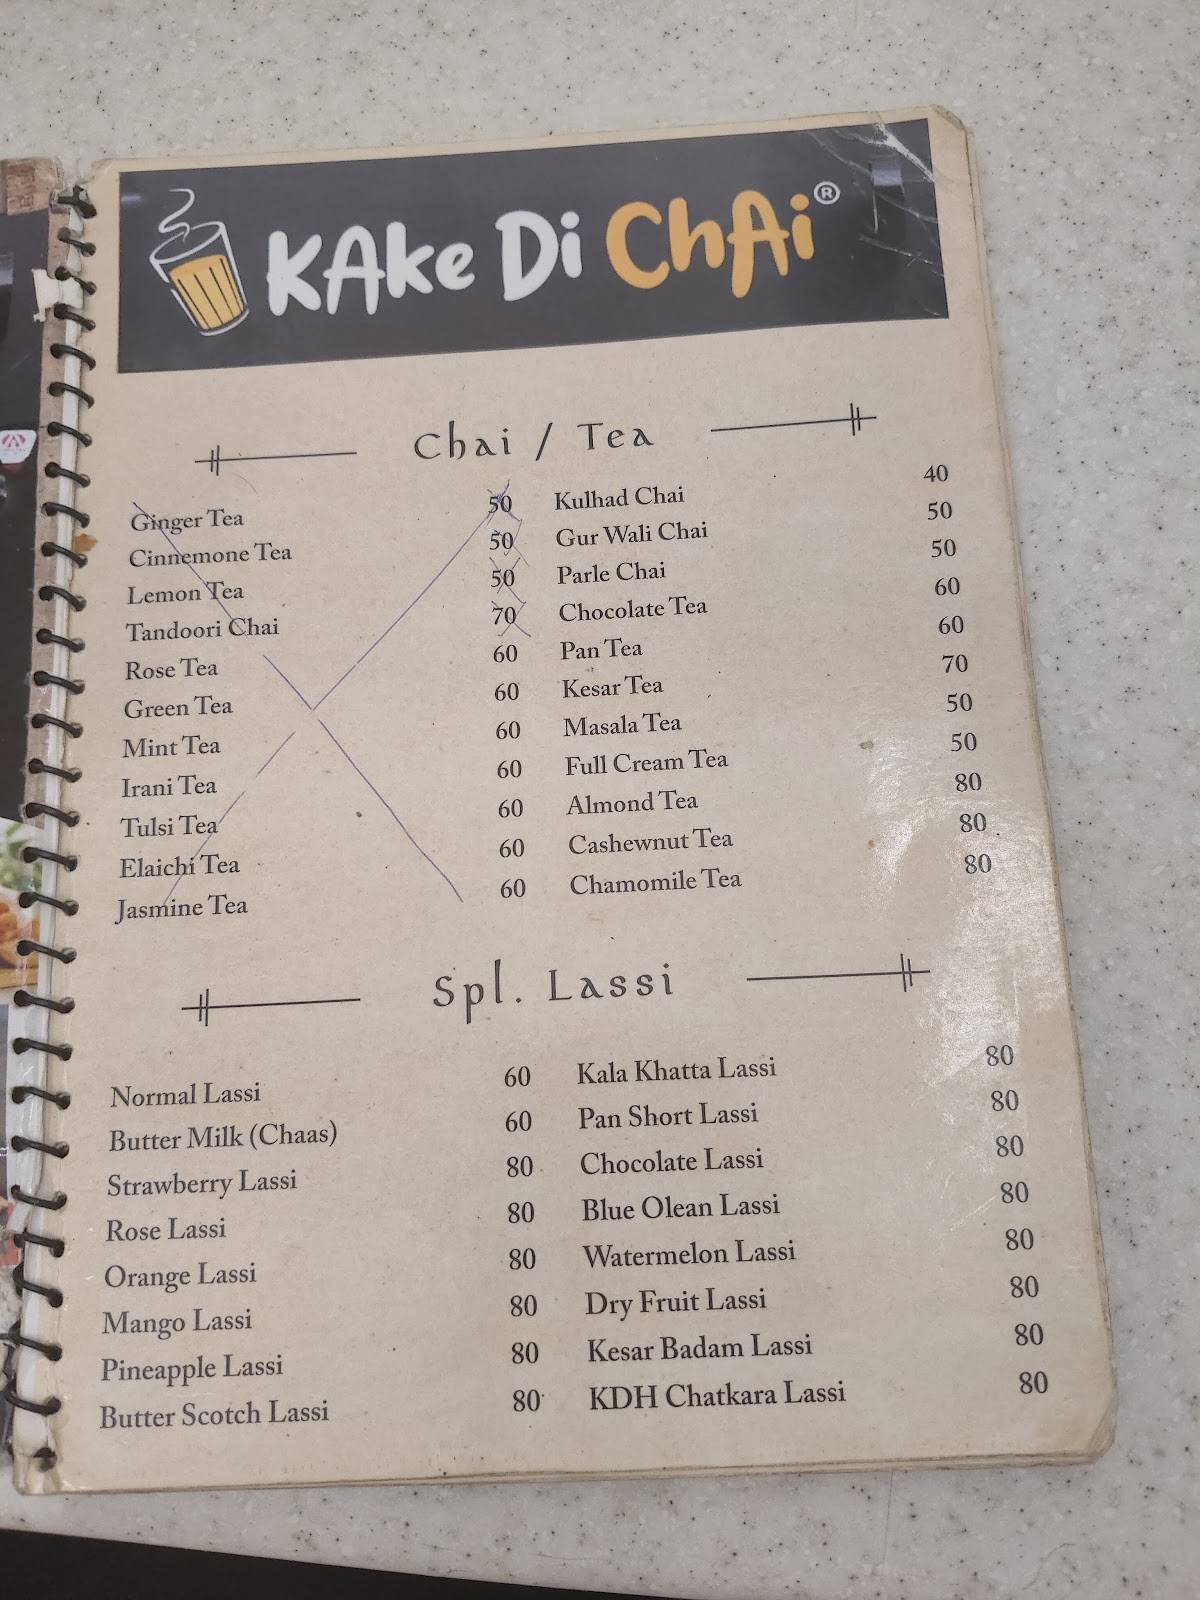 KAke Di ChAi®
Chai / Tea
Ginger Tea 50
Cinnemone Tea 50
Lemon Tea 50
Tandoori Chai 70
Rose Tea 60
Green Tea 60
Mint Tea 60
Irani Tea 60
Tulsi Tea 60
Elaichi Tea 60
Jasmine Tea 60
Kulhad Chai 40
Gur Wali Chai 50
Parle Chai 50
Chocolate Tea 60
Pan Tea 60
Kesar Tea 70
Masala Tea 50
Full Cream Tea 50
Almond Tea 80
Cashewnut Tea 80
Chamomile Tea 80
Spl. Lassi
Normal Lassi 60
Butter Milk (Chaas) 60
Strawberry Lassi 80
Rose Lassi 80
Orange Lassi 80
Mango Lassi 80
Pineapple Lassi 80
Butter Scotch Lassi 80
Kala Khatta Lassi 80
Pan Short Lassi 80
Chocolate Lassi 80
Blue Olean Lassi 80
Watermelon Lassi 80
Dry Fruit Lassi 80
Kesar Badam Lassi 80
KDH Chatkara Lassi 80